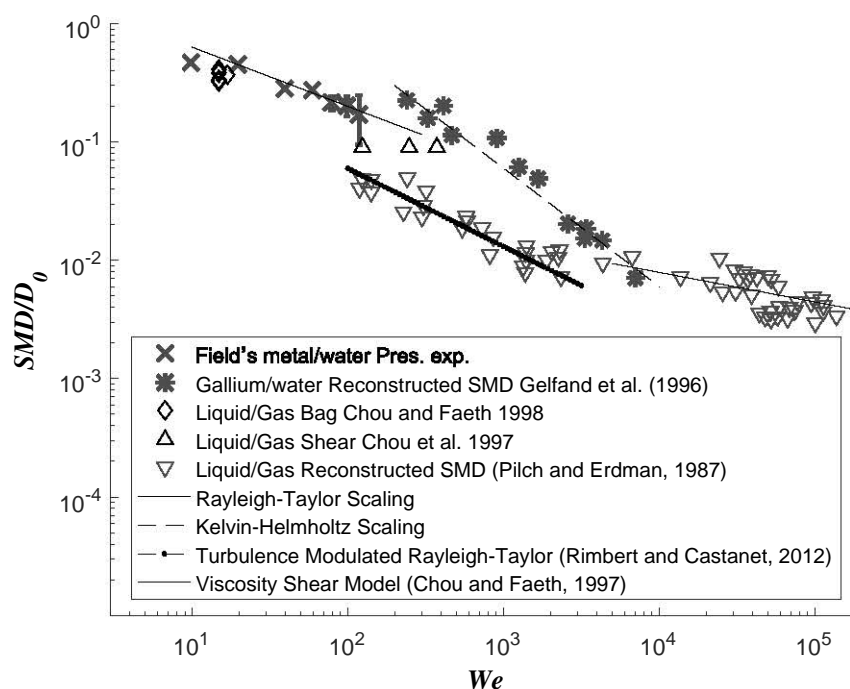 10^0
10^-1
10^-2
10^-3
10^-4
SMD/D_0
Field's metal/water Pres. exp.
Gallium/water Reconstructed SMD Gelfand et al. (1996)
Liquid/Gas Bag Chou and Faeth 1998
Liquid/Gas Shear Chou et al. 1997
Liquid/Gas Reconstructed SMD (Pilch and Erdman, 1987)
Rayleigh-Taylor Scaling
Kelvin-Helmholtz Scaling
Turbulence Modulated Rayleigh-Taylor (Rimbert and Castanet, 2012)
Viscosity Shear Model (Chou and Faeth, 1997)
10^1 10^2 10^3 10^4 10^5
We